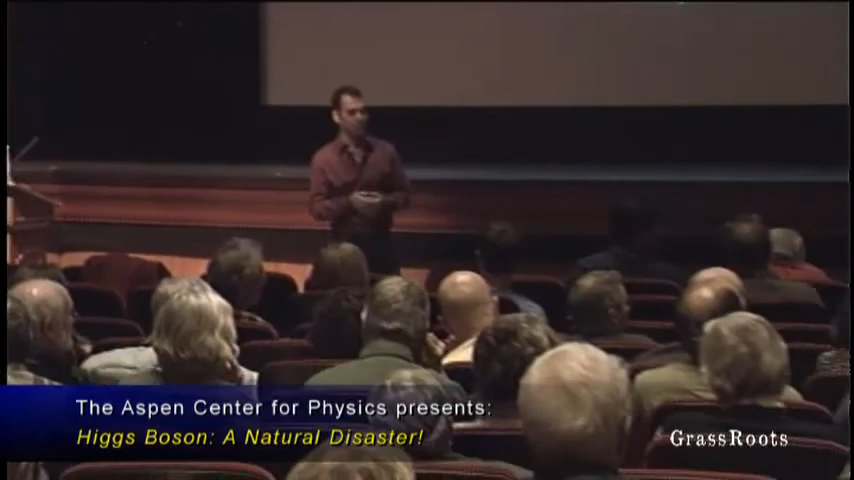 The Aspen Center for Physics presents:
Higgs Boson: A Natural Disaster!
GrassRoots